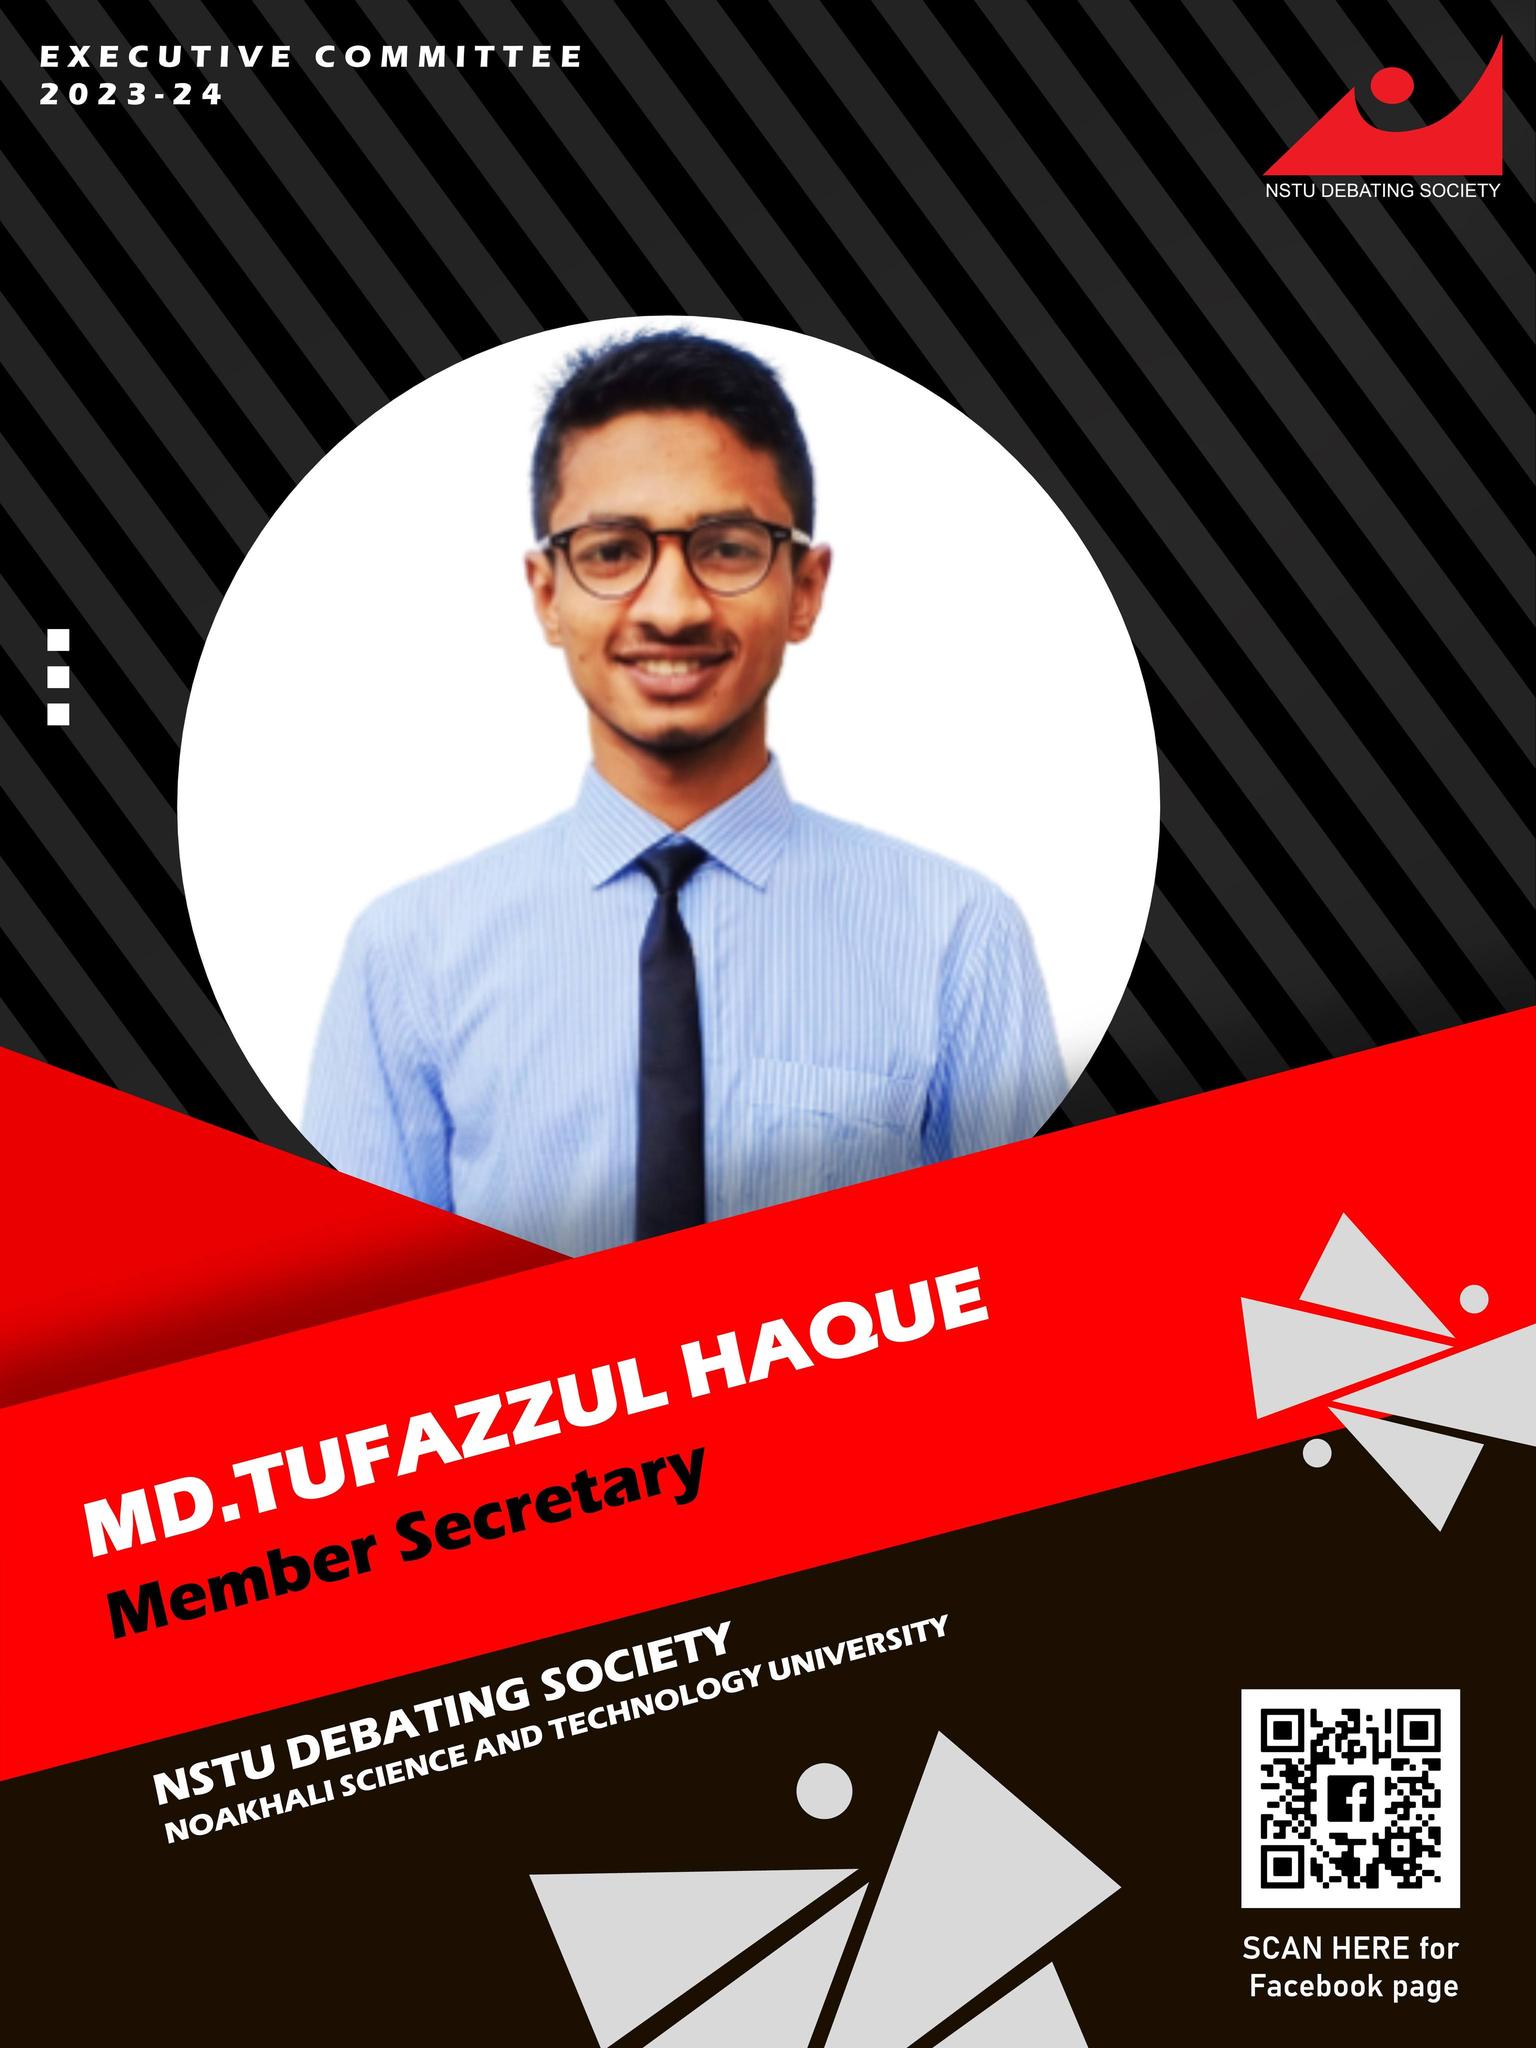 EXECUTIVE COMMITTEE
2023-24
NSTU DEBATING SOCIETY
MD.TUFAZZUL HAQUE
Member Secretary
NSTU DEBATING SOCIETY
NOAKHALI SCIENCE AND TECHNOLOGY UNIVERSITY
SCAN HERE for
Facebook page